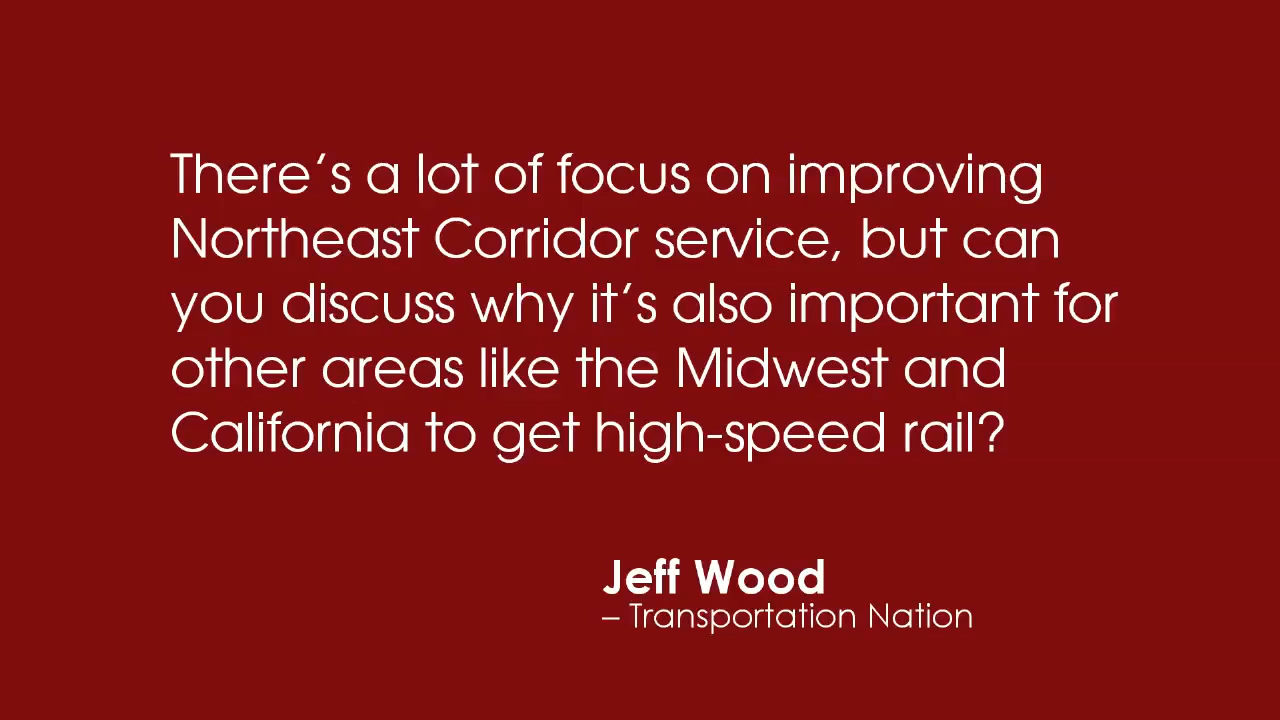 There's a lot of focus on improving
Northeast Corridor service, but can
you discuss why it's also important for
other areas like the Midwest and
California to get high-speed rail?
Jeff Wood
– Transportation Nation